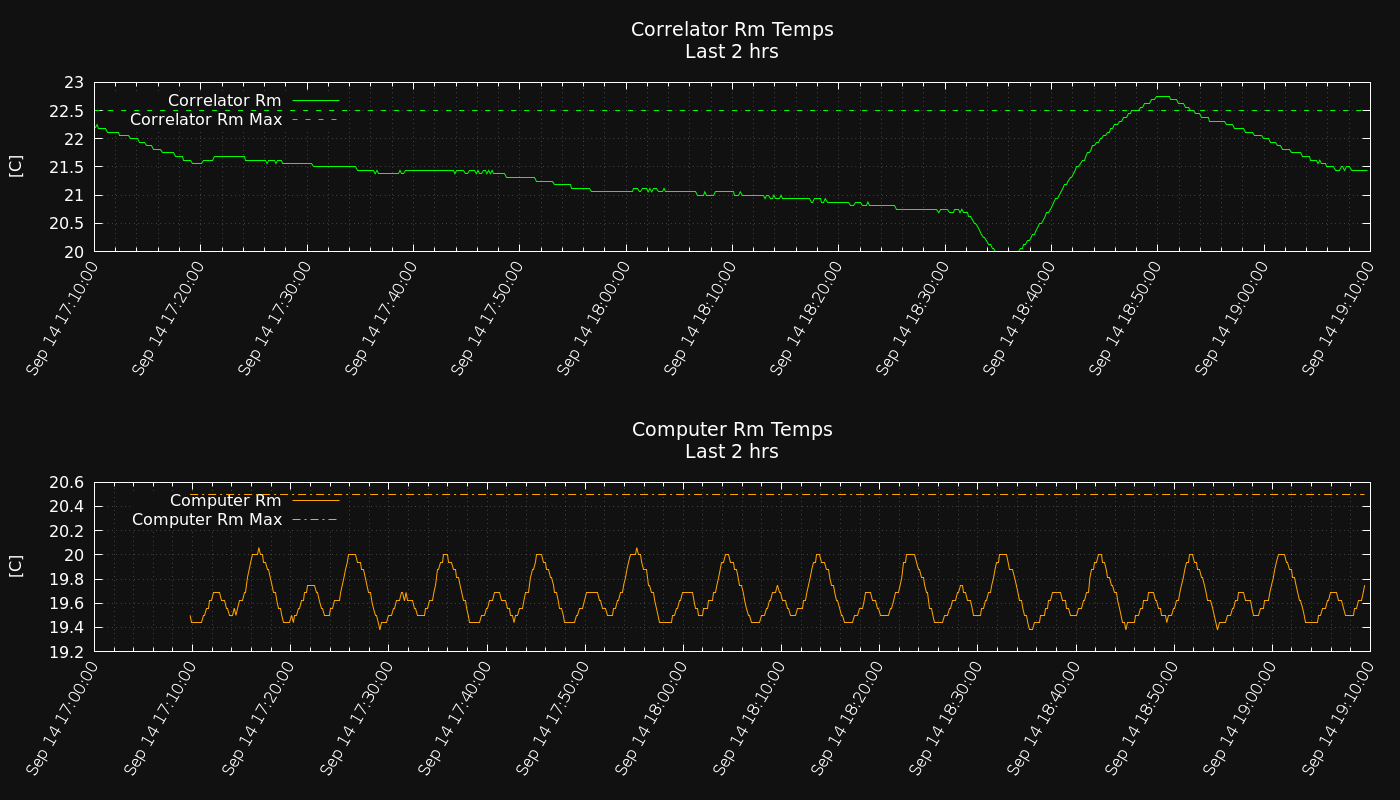 Correlator Rm Temps
Last 2 hrs
23
22.5
22
21.5
21
20.5
20
[C]
Correlator Rm
Correlator Rm Max
Sep 14 17:10:00
Sep 14 17:20:00
Sep 14 17:30:00
Sep 14 17:40:00
Sep 14 17:50:00
Sep 14 18:00:00
Sep 14 18:10:00
Sep 14 18:20:00
Sep 14 18:30:00
Sep 14 18:40:00
Sep 14 18:50:00
Sep 14 19:00:00
Sep 14 19:10:00
Computer Rm Temps
Last 2 hrs
20.6
20.4
20.2
20
19.8
19.6
19.4
19.2
[C]
Computer Rm
Computer Rm Max
Sep 14 17:00:00
Sep 14 17:10:00
Sep 14 17:20:00
Sep 14 17:30:00
Sep 14 17:40:00
Sep 14 17:50:00
Sep 14 18:00:00
Sep 14 18:10:00
Sep 14 18:20:00
Sep 14 18:30:00
Sep 14 18:40:00
Sep 14 18:50:00
Sep 14 19:00:00
Sep 14 19:10:00